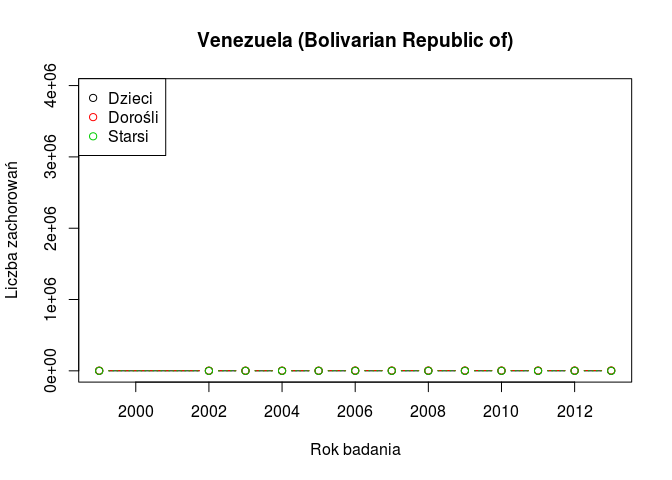 Venezuela (Bolivarian Republic of)
Dzieci
Dorośli
Starsi
Liczba zachorowań
4e+06
3e+06
2e+06
1e+06
0e+00
2000 2002 2004 2006 2008 2010 2012
Rok badania